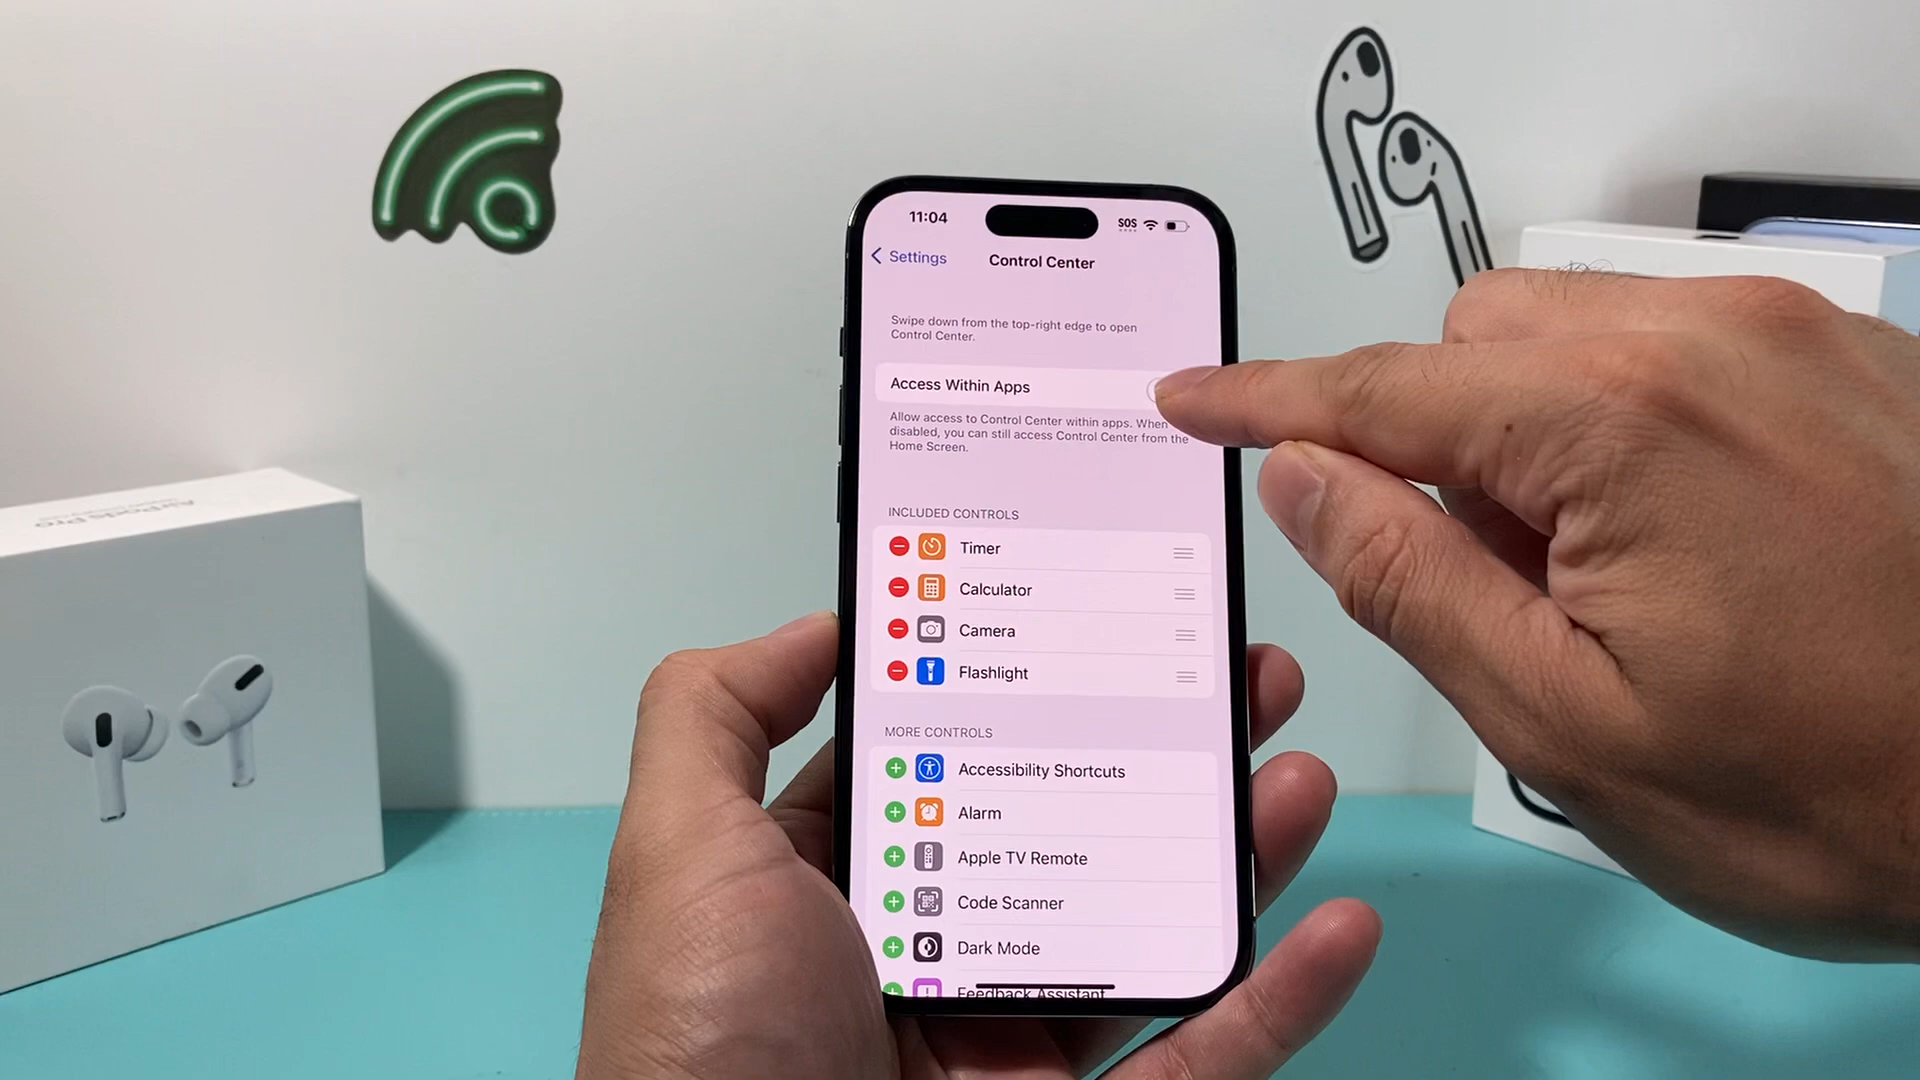 11:04
SOS
Settings
Control Center
Swipe down from the top-right edge to open
Control Center.
Access Within Apps
Allow access to Control Center within apps. When
disabled, you can still access Control Center from the
Home Screen.
INCLUDED CONTROLS
Timer
Calculator
Camera
Flashlight
MORE CONTROLS
Accessibility Shortcuts
Alarm
Apple TV Remote
Code Scanner
Dark Mode
Feedback Assistant
AirPods Pro